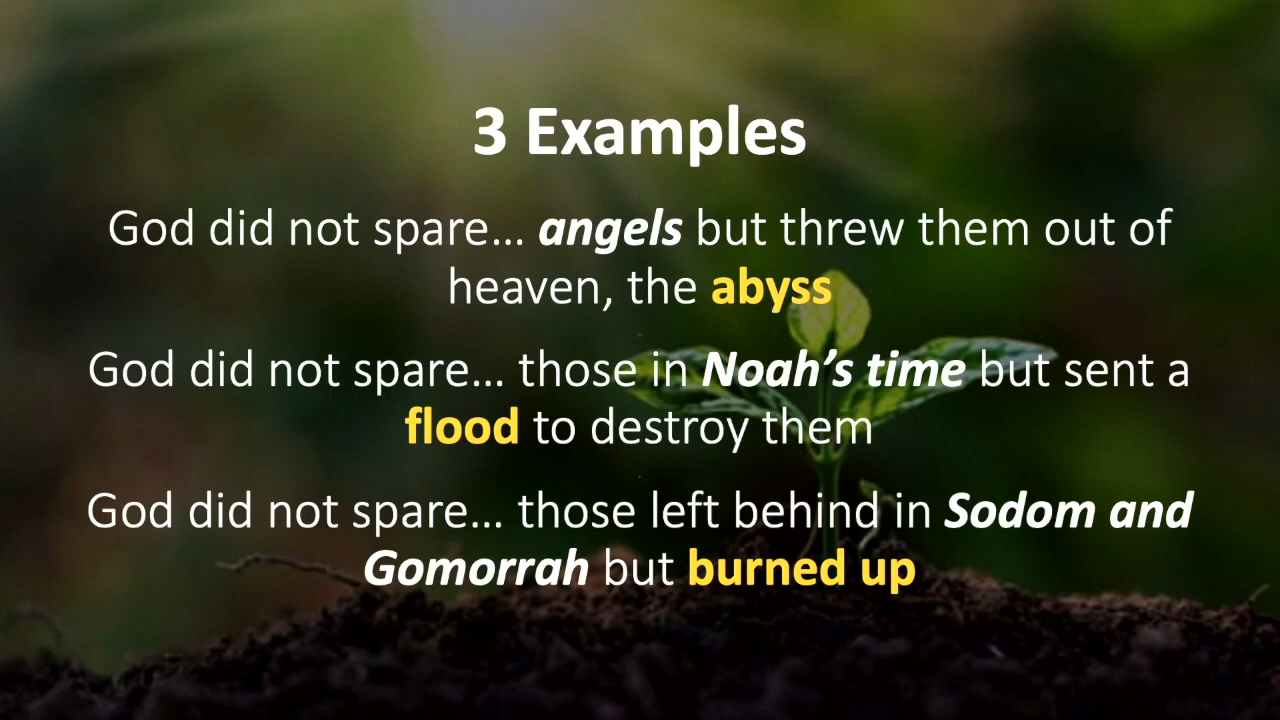 3 Examples
God did not spare... angels but threw them out of
heaven, the abyss
God did not spare... those in Noah's time but sent a
flood to destroy them
God did not spare... those left behind in Sodom and
Gomorrah but burned up